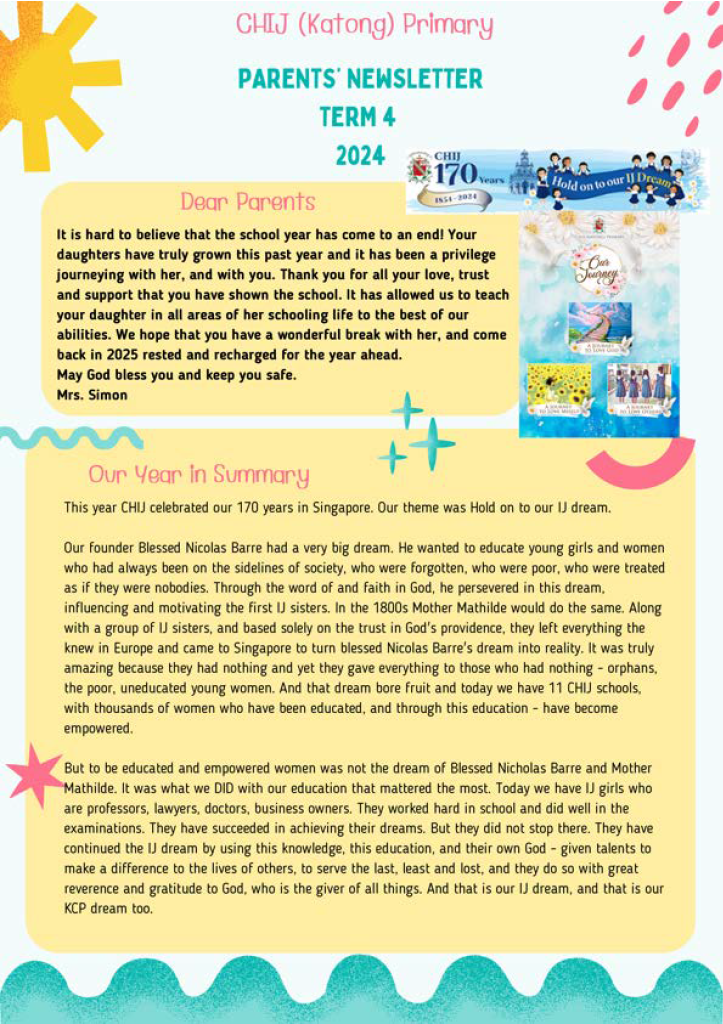 CHIJ (Katong) Primary
PARENTS' NEWSLETTER
TERM 4
2024
CHIJ
170 Years
1854-2024
Hold on to our IJ Dream
Dear Parents
It is hard to believe that the school year has come to an end! Your
daughters have truly grown this past year and it has been a privilege
journeying with her, and with you. Thank you for all your love, trust
and support that you have shown the school. It has allowed us to teach
your daughter in all areas of her schooling life to the best of our
abilities. We hope that you have a wonderful break with her, and come
back in 2025 rested and recharged for the year ahead.
May God bless you and keep you safe.
Mrs. Simon
Our
Journey
A JOURNEY
TO LOVE GOD
A JOURNEY
TO LOVE MYSELF
A JOURNEY
TO LOVE OTHERS
Our Year in Summary
This year CHIJ celebrated our 170 years in Singapore. Our theme was Hold on to our IJ dream.
Our founder Blessed Nicolas Barre had a very big dream. He wanted to educate young girls and women
who had always been on the sidelines of society, who were forgotten, who were poor, who were treated
as if they were nobodies. Through the word of and faith in God, he persevered in this dream,
influencing and motivating the first IJ sisters. In the 1800s Mother Mathilde would do the same. Along
with a group of IJ sisters, and based solely on the trust in God's providence, they left everything the
knew in Europe and came to Singapore to turn blessed Nicolas Barre's dream into reality. It was truly
amazing because they had nothing and yet they gave everything to those who had nothing - orphans,
the poor, uneducated young women. And that dream bore fruit and today we have 11 CHIJ schools,
with thousands of women who have been educated, and through this education - have become
empowered.
But to be educated and empowered women was not the dream of Blessed Nicholas Barre and Mother
Mathilde. It was what we DID with our education that mattered the most. Today we have IJ girls who
are professors, lawyers, doctors, business owners. They worked hard in school and did well in the
examinations. They have succeeded in achieving their dreams. But they did not stop there. They have
continued the IJ dream by using this knowledge, this education, and their own God - given talents to
make a difference to the lives of others, to serve the last, least and lost, and they do so with great
reverence and gratitude to God, who is the giver of all things. And that is our IJ dream, and that is our
KCP dream too.